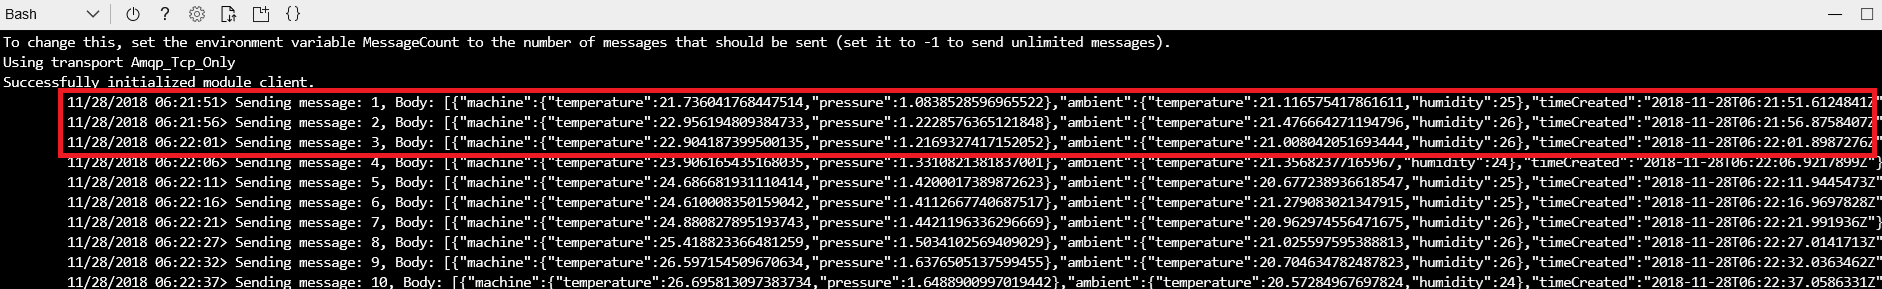 Bash
To change this, set the environment variable MessageCount to the number of messages that should be sent (set it to -1 to send unlimited messages).
Using transport Amqp_Tcp_Only
Successfully initialized module client.
11/28/2018 06:21:51> Sending message: 1, Body: [{"machine":{"temperature":21.736041768447514,"pressure":1.0838528596965522},"ambient":{"temperature":21.116575417861611,"humidity":25},"timeCreated":"2018-11-28T06:21:51.6124841Z"
11/28/2018 06:21:56> Sending message: 2, Body: [{"machine":{"temperature":22.956194809384733,"pressure":1.2228576365121848},"ambient":{"temperature":21.476664271194796,"humidity":26},"timeCreated":"2018-11-28T06:21:56.8758407Z"
11/28/2018 06:22:01> Sending message: 3, Body: [{"machine":{"temperature":22.904187399500135,"pressure":1.2169327417152052},"ambient":{"temperature":21.008042051693444,"humidity":26},"timeCreated":"2018-11-28T06:22:01.8987276Z"
11/28/2018 06:22:06> Sending message: 4, Body: [{"machine":{"temperature":23.906165435168035,"pressure":1.3310821381837001},"ambient":{"temperature":21.35682377165967,"humidity":24},"timeCreated":"2018-11-28T06:22:06.9217899Z"}
11/28/2018 06:22:11> Sending message: 5, Body: [{"machine":{"temperature":24.686681931110414,"pressure":1.4200017389872623},"ambient":{"temperature":20.677238936618547,"humidity":25},"timeCreated":"2018-11-28T06:22:11.9445473Z"
11/28/2018 06:22:16> Sending message: 6, Body: [{"machine":{"temperature":24.610008350159042,"pressure":1.4112667740687517},"ambient":{"temperature":21.279083021347915,"humidity":25},"timeCreated":"2018-11-28T06:22:16.9697828Z"
11/28/2018 06:22:21> Sending message: 7, Body: [{"machine":{"temperature":24.880827895193743,"pressure":1.4421196336296669},"ambient":{"temperature":20.962974556471675,"humidity":26},"timeCreated":"2018-11-28T06:22:21.991936Z"}
11/28/2018 06:22:27> Sending message: 8, Body: [{"machine":{"temperature":25.418823366481259,"pressure":1.5034102569409029},"ambient":{"temperature":21.025597595388813,"humidity":26},"timeCreated":"2018-11-28T06:22:27.0141713Z"
11/28/2018 06:22:32> Sending message: 9, Body: [{"machine":{"temperature":26.597154509670634,"pressure":1.6376505137599455},"ambient":{"temperature":20.704634782487823,"humidity":26},"timeCreated":"2018-11-28T06:22:32.0363462Z"
11/28/2018 06:22:37> Sending message: 10, Body: [{"machine":{"temperature":26.695813097383734,"pressure":1.6488900997019442},"ambient":{"temperature":20.57284967697824,"humidity":24},"timeCreated":"2018-11-28T06:22:37.0586331Z"